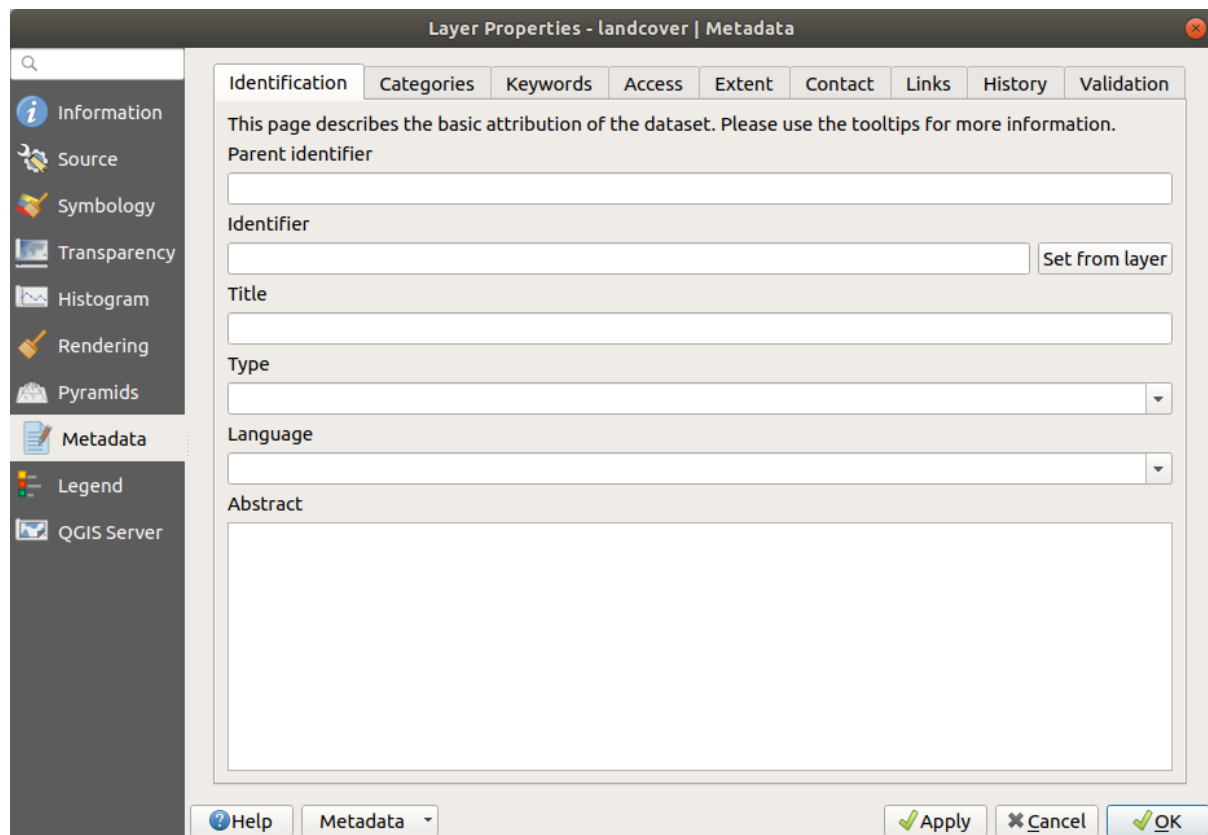 Layer Properties - landcover | Metadata
Information
Source
Symbology
Transparency
Histogram
Rendering
Pyramids
Metadata
Legend
QGIS Server
Identification Categories Keywords Access Extent Contact Links History Validation
This page describes the basic attribution of the dataset. Please use the tooltips for more information.
Parent identifier
Identifier
Set from layer
Title
Type
Language
Abstract
Help Metadata Apply Cancel OK